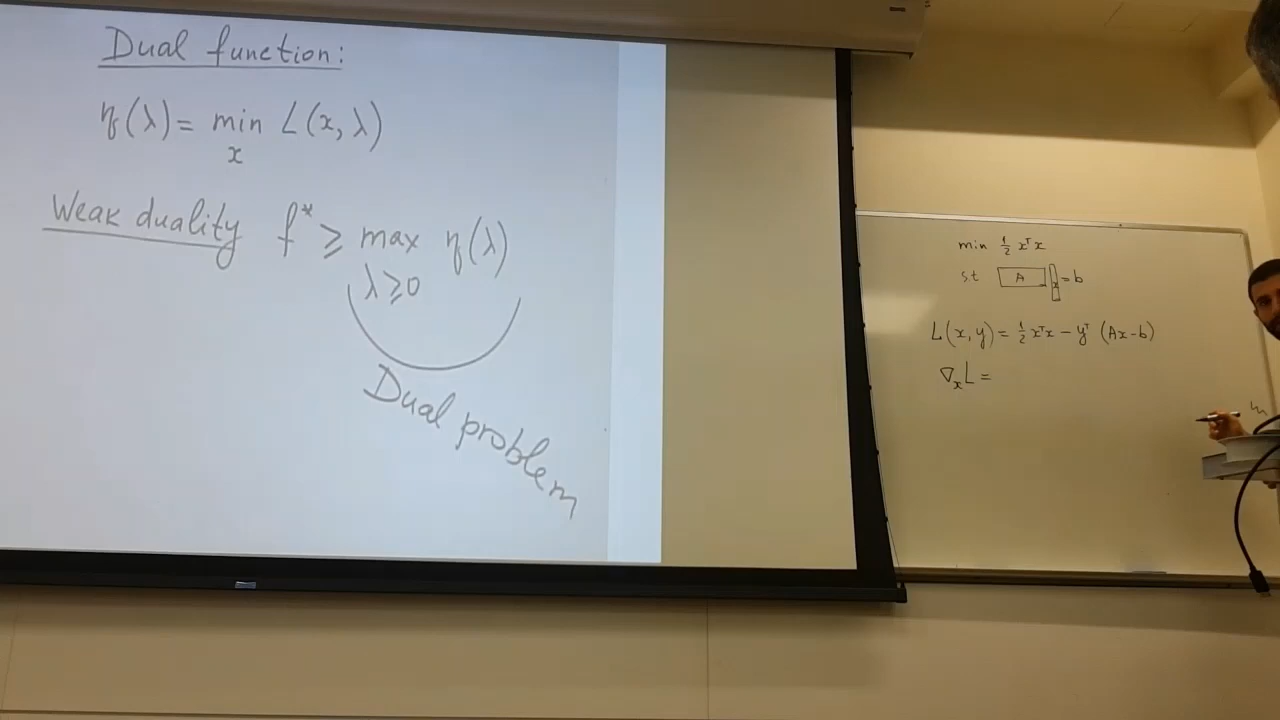 Dual function:
η(λ) = min L(x, λ)
x
Weak duality f* ≥ max η(λ)
λ ≥ 0
Dual problem
min ½ xᵀx
s.t A x = b
L(x, y) = ½ xᵀx − yᵀ (Ax − b)
∇ₓL =